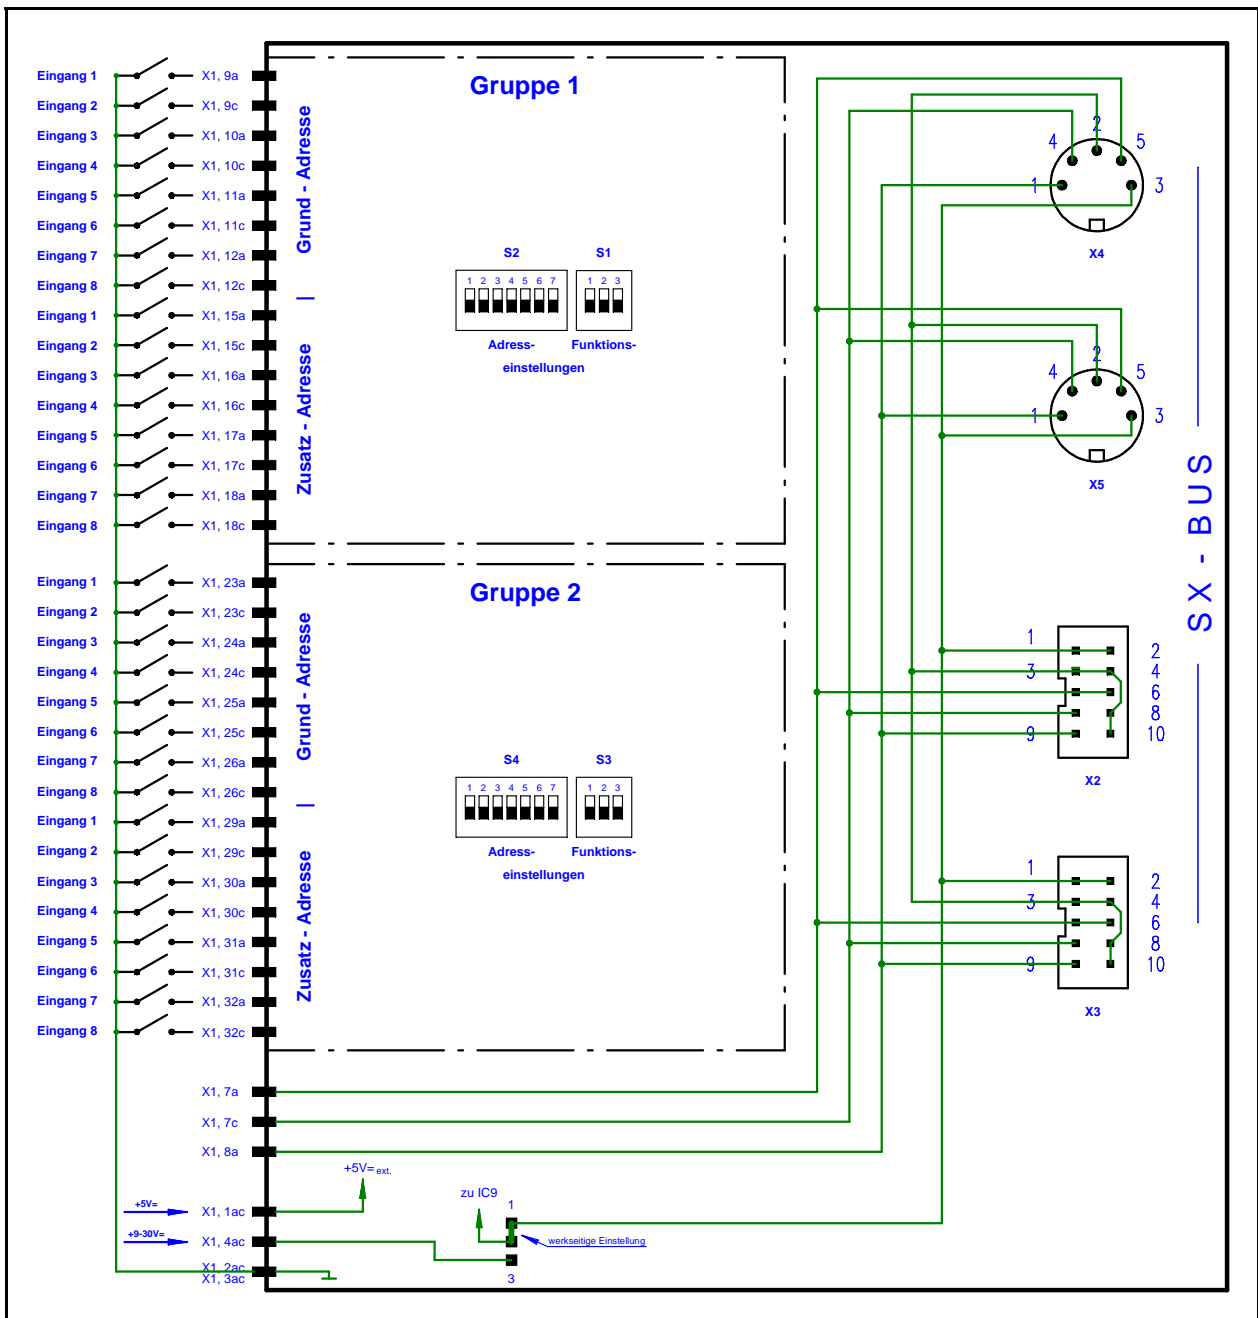 Gruppe 1
Grund - Adresse | Zusatz - Adresse
Eingang 1 X1, 9a
Eingang 2 X1, 9c
Eingang 3 X1, 10a
Eingang 4 X1, 10c
Eingang 5 X1, 11a
Eingang 6 X1, 11c
Eingang 7 X1, 12a
Eingang 8 X1, 12c
Eingang 1 X1, 15a
Eingang 2 X1, 15c
Eingang 3 X1, 16a
Eingang 4 X1, 16c
Eingang 5 X1, 17a
Eingang 6 X1, 17c
Eingang 7 X1, 18a
Eingang 8 X1, 18c
S2 S1
1 2 3 4 5 6 7 1 2 3
Adress- Funktions-
einstellungen
Gruppe 2
Grund - Adresse | Zusatz - Adresse
Eingang 1 X1, 23a
Eingang 2 X1, 23c
Eingang 3 X1, 24a
Eingang 4 X1, 24c
Eingang 5 X1, 25a
Eingang 6 X1, 25c
Eingang 7 X1, 26a
Eingang 8 X1, 26c
Eingang 1 X1, 29a
Eingang 2 X1, 29c
Eingang 3 X1, 30a
Eingang 4 X1, 30c
Eingang 5 X1, 31a
Eingang 6 X1, 31c
Eingang 7 X1, 32a
Eingang 8 X1, 32c
S4 S3
1 2 3 4 5 6 7 1 2 3
Adress- Funktions-
einstellungen
X1, 7a
X1, 7c
X1, 8a
+5V= X1, 1ac
+9-30V= X1, 4ac
X1, 2ac
X1, 3ac
+5V= ext.
zu IC9
1
werkseitige Einstellung
3
2
4 5
1 3
X4
2
4 5
1 3
X5
1 2
3 4
6
8
9 10
X2
1 2
3 4
6
8
9 10
X3
SX - BUS